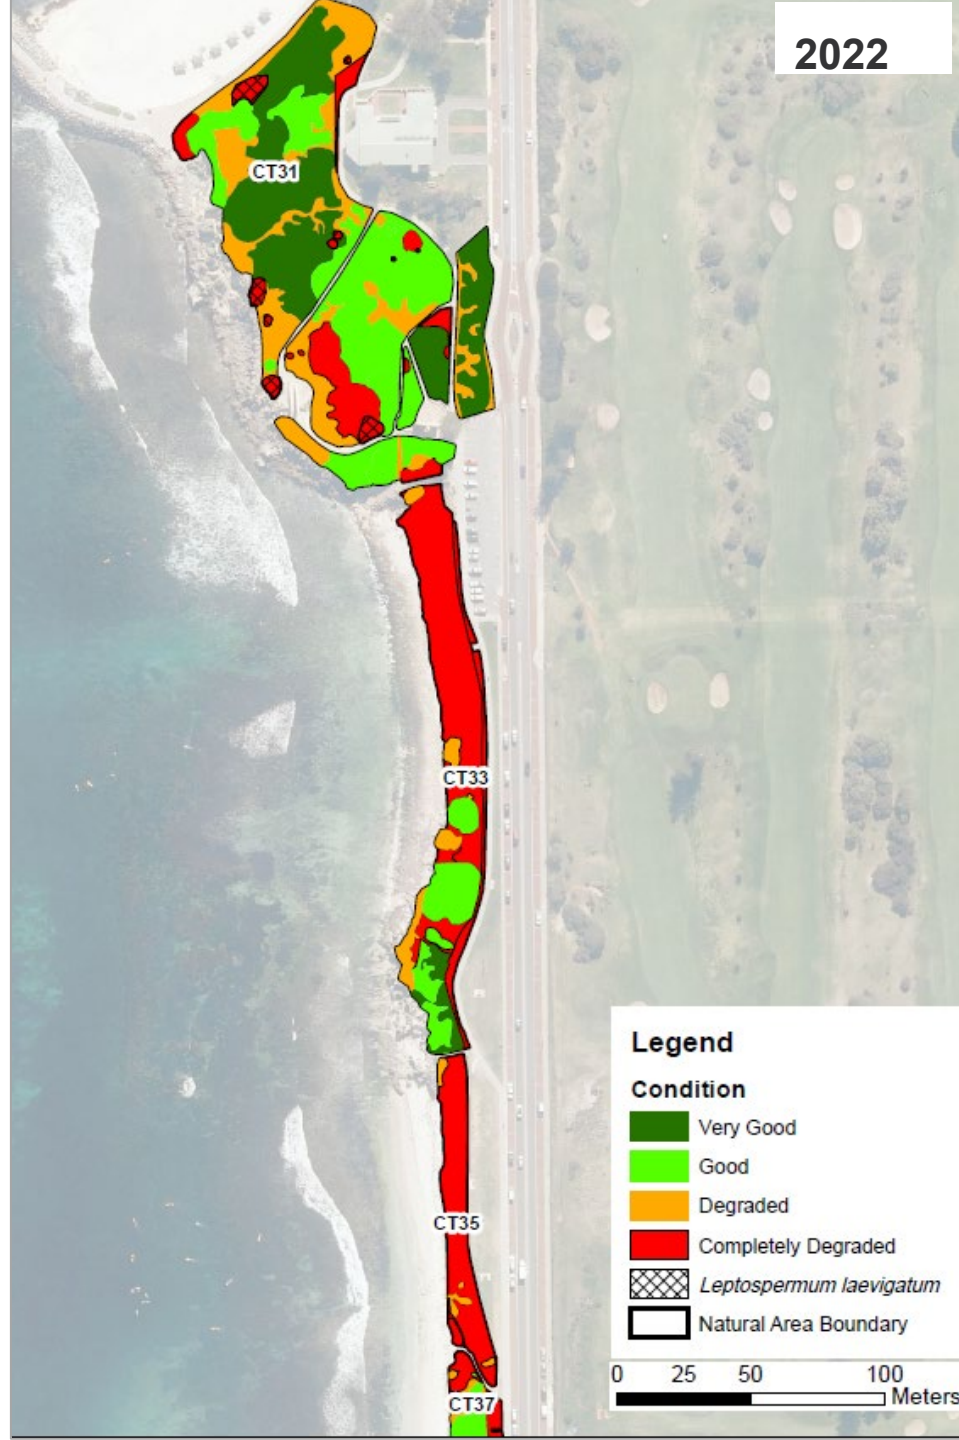 2022
CT31
CT33
CT35
CT37
Legend
Condition
Very Good
Good
Degraded
Completely Degraded
Leptospermum laevigatum
Natural Area Boundary
0 25 50 100
Meters